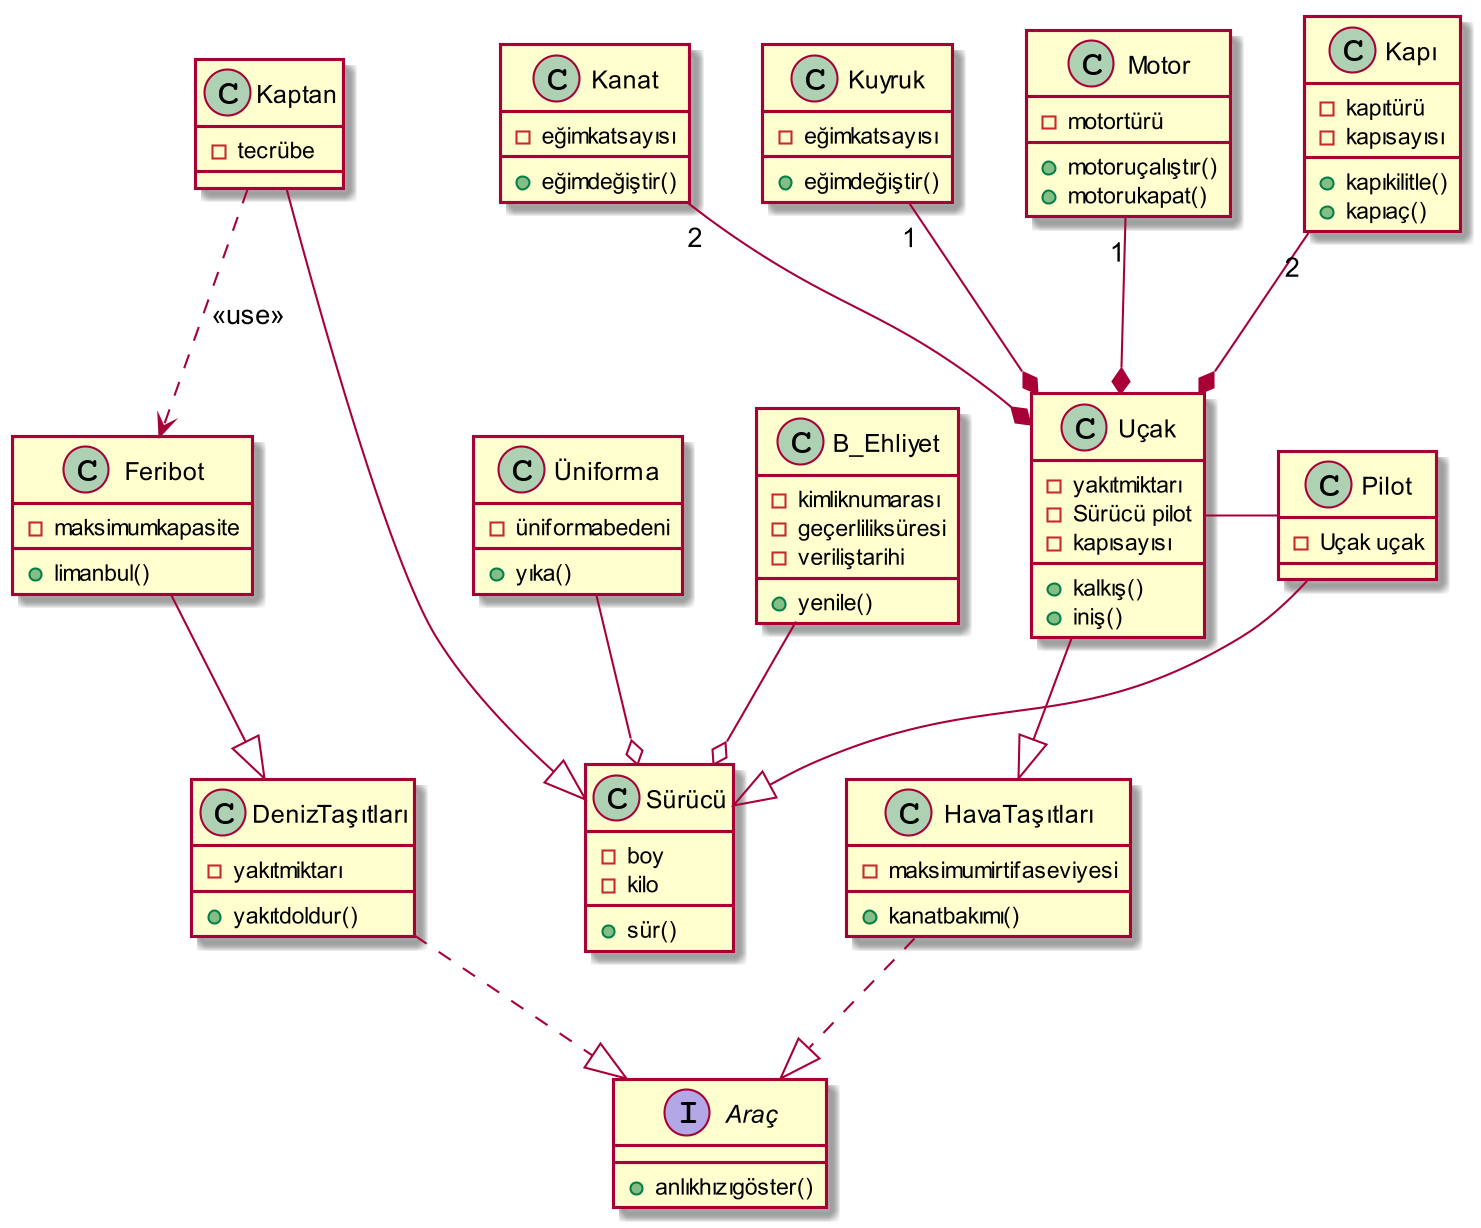 C Kaptan
tecrübe
C Kanat
eğimkatsayısı
eğimdeğiştir()
C Kuyruk
eğimkatsayısı
eğimdeğiştir()
C Motor
motortürü
motoruçalıştır()
motorukapat()
C Kapı
kapıtürü
kapısayısı
kapıkilitle()
kapıaç()
2
1
1
2
«use»
C Feribot
maksimumkapasite
limanbul()
C Üniforma
üniformabedeni
yıka()
C B_Ehliyet
kimliknumarası
geçerliliksüresi
veriliştarihi
yenile()
C Uçak
yakıtmiktarı
Sürücü pilot
kapısayısı
kalkış()
iniş()
C Pilot
Uçak uçak
C DenizTaşıtları
yakıtmiktarı
yakıtdoldur()
C Sürücü
boy
kilo
sür()
C HavaTaşıtları
maksimumirtifaseviyesi
kanatbakımı()
I Araç
anlıkhızıgöster()